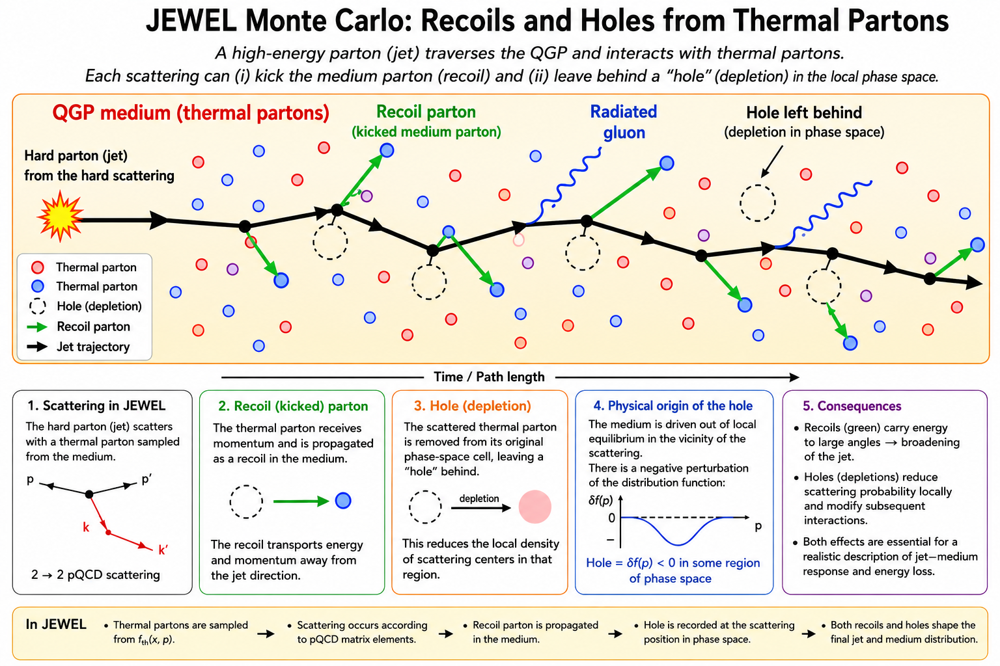 JEWEL Monte Carlo: Recoils and Holes from Thermal Partons
A high-energy parton (jet) traverses the QGP and interacts with thermal partons.
Each scattering can (i) kick the medium parton (recoil) and (ii) leave behind a “hole” (depletion) in the local phase space.
QGP medium (thermal partons)
Recoil parton
(kicked medium parton)
Radiated
gluon
Hole left behind
(depletion in phase space)
Hard parton (jet)
from the hard scattering
Thermal parton
Thermal parton
Hole (depletion)
Recoil parton
Jet trajectory
Time / Path length
1. Scattering in JEWEL
The hard parton (jet) scatters
with a thermal parton sampled
from the medium.
p
p′
k
k′
2 → 2 pQCD scattering
2. Recoil (kicked) parton
The thermal parton receives
momentum and is propagated
as a recoil in the medium.
The recoil transports energy
and momentum away from
the jet direction.
3. Hole (depletion)
The scattered thermal parton
is removed from its original
phase-space cell, leaving a
“hole” behind.
depletion
This reduces the local density
of scattering centers in that
region.
4. Physical origin of the hole
The medium is driven out of local
equilibrium in the vicinity of the
scattering.
There is a negative perturbation
of the distribution function:
δf(p)
0
–
p
Hole = δf(p) < 0 in some region
of phase space
5. Consequences
• Recoils (green) carry energy
to large angles → broadening
of the jet.
• Holes (depletions) reduce
scattering probability locally
and modify subsequent
interactions.
• Both effects are essential for a
realistic description of jet–medium
response and energy loss.
In JEWEL
• Thermal partons are sampled
from fth(x, p).
• Scattering occurs according
to pQCD matrix elements.
• Recoil parton is propagated
in the medium.
• Hole is recorded at the scattering
position in phase space.
• Both recoils and holes shape the
final jet and medium distribution.